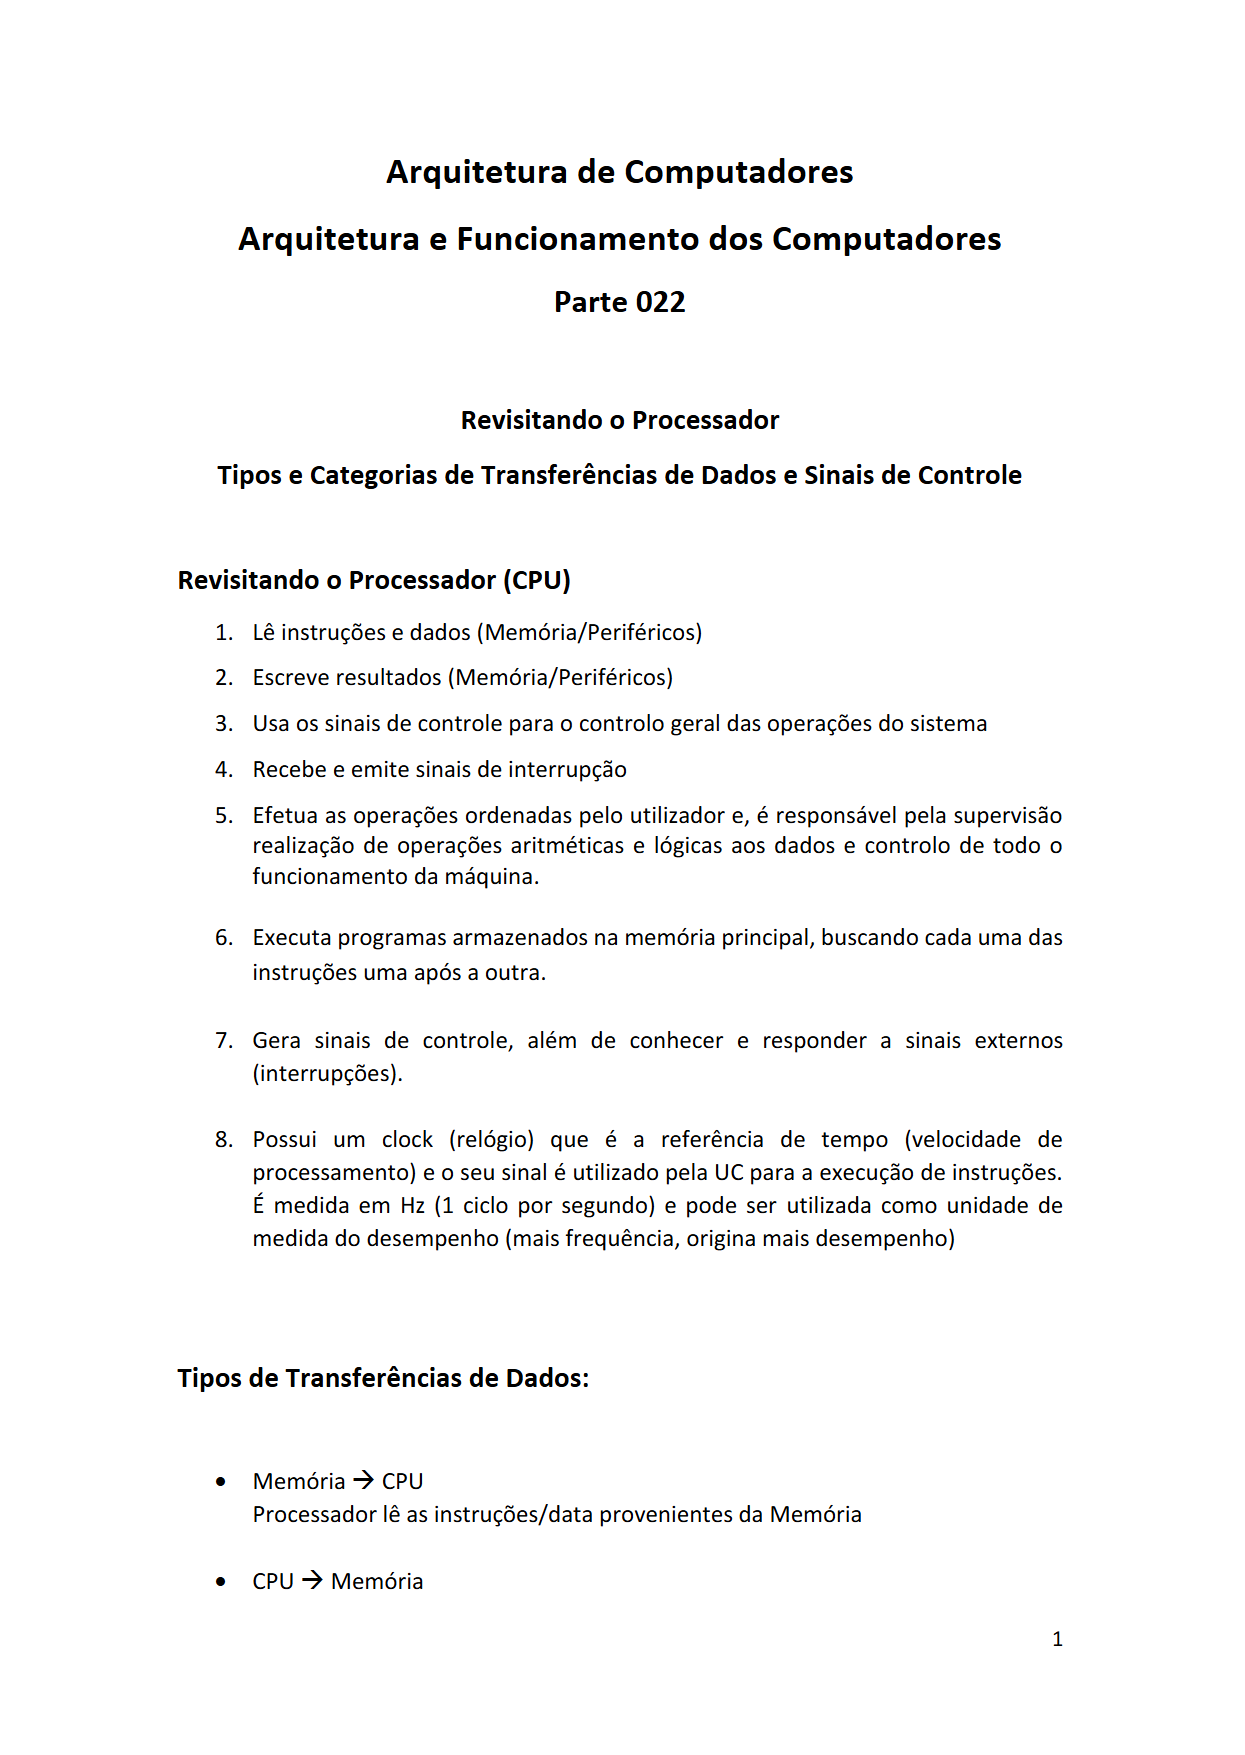 Arquitetura de Computadores
Arquitetura e Funcionamento dos Computadores
Parte 022
Revisitando o Processador
Tipos e Categorias de Transferências de Dados e Sinais de Controle
Revisitando o Processador (CPU)
1. Lê instruções e dados (Memória/Periféricos)
2. Escreve resultados (Memória/Periféricos)
3. Usa os sinais de controle para o controlo geral das operações do sistema
4. Recebe e emite sinais de interrupção
5. Efetua as operações ordenadas pelo utilizador e, é responsável pela supervisão
realização de operações aritméticas e lógicas aos dados e controlo de todo o
funcionamento da máquina.
6. Executa programas armazenados na memória principal, buscando cada uma das
instruções uma após a outra.
7. Gera sinais de controle, além de conhecer e responder a sinais externos
(interrupções).
8. Possui um clock (relógio) que é a referência de tempo (velocidade de
processamento) e o seu sinal é utilizado pela UC para a execução de instruções.
É medida em Hz (1 ciclo por segundo) e pode ser utilizada como unidade de
medida do desempenho (mais frequência, origina mais desempenho)
Tipos de Transferências de Dados:
• Memória → CPU
Processador lê as instruções/data provenientes da Memória
• CPU → Memória
1